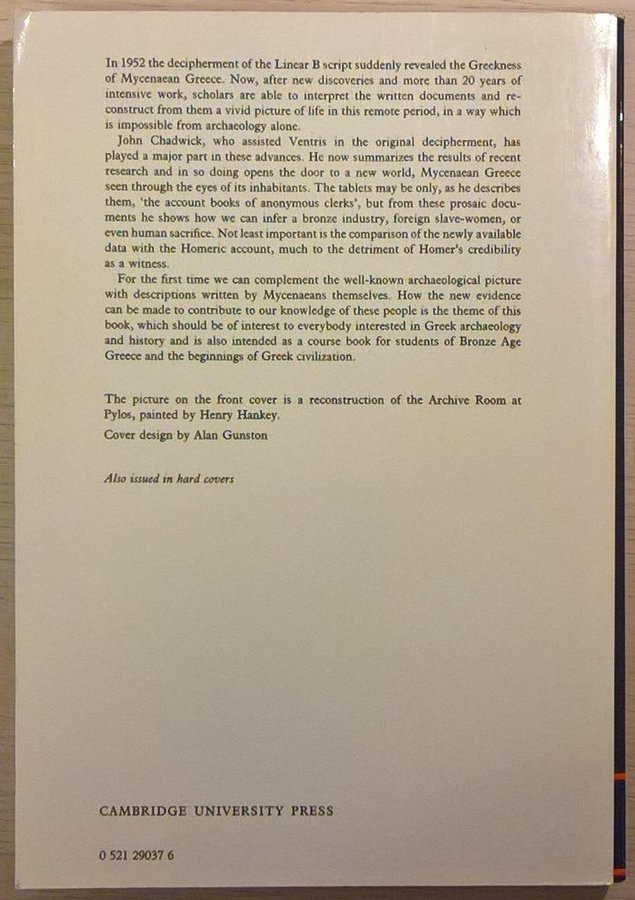 In 1952 the decipherment of the Linear B script suddenly revealed the Greekness
of Mycenaean Greece. Now, after new discoveries and more than 20 years of
intensive work, scholars are able to interpret the written documents and re-
construct from them a vivid picture of life in this remote period, in a way which
is impossible from archaeology alone.
John Chadwick, who assisted Ventris in the original decipherment, has
played a major part in these advances. He now summarizes the results of recent
research and in so doing opens the door to a new world, Mycenaean Greece
seen through the eyes of its inhabitants. The tablets may be only, as he describes
them, 'the account books of anonymous clerks', but from these prosaic docu-
ments he shows how we can infer a bronze industry, foreign slave-women, or
even human sacrifice. Not least important is the comparison of the newly available
data with the Homeric account, much to the detriment of Homer's credibility
as a witness.
For the first time we can complement the well-known archaeological picture
with descriptions written by Mycenaeans themselves. How the new evidence
can be made to contribute to our knowledge of these people is the theme of this
book, which should be of interest to everybody interested in Greek archaeology
and history and is also intended as a course book for students of Bronze Age
Greece and the beginnings of Greek civilization.
The picture on the front cover is a reconstruction of the Archive Room at
Pylos, painted by Henry Hankey.
Cover design by Alan Gunston
Also issued in hard covers
CAMBRIDGE UNIVERSITY PRESS
0 521 29037 6